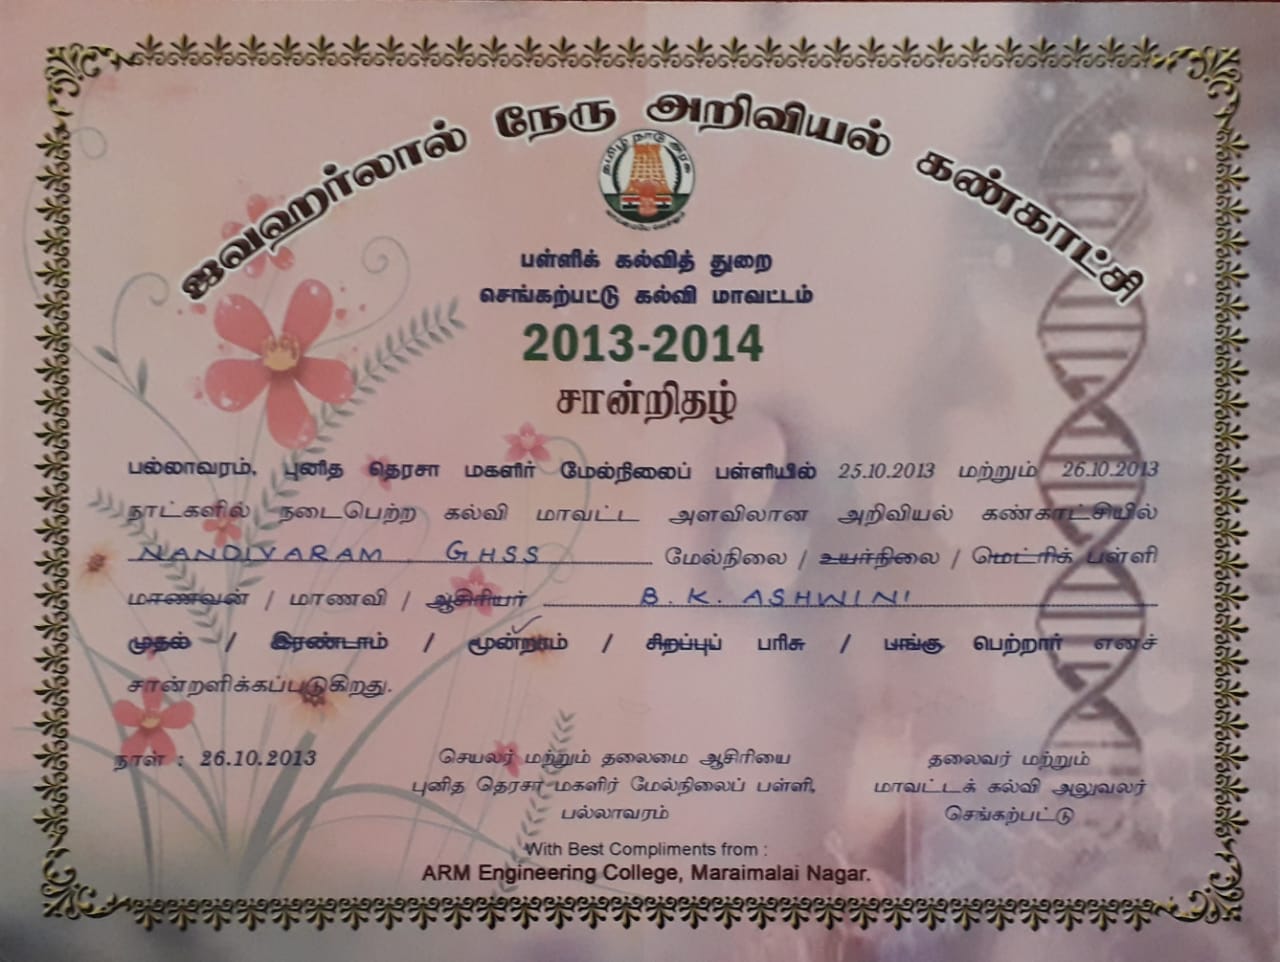 ஜவஹர்லால் நேரு அறிவியல் கண்காட்சி
தமிழ் நாடு அரசு
வாய்மையே வெல்லும்
பள்ளிக் கல்வித் துறை
செங்கற்பட்டு கல்வி மாவட்டம்
2013-2014
சான்றிதழ்
பல்லாவரம், புனித தெரசா மகளிர் மேல்நிலைப் பள்ளியில் 25.10.2013 மற்றும் 26.10.2013
நாட்களில் நடைபெற்ற கல்வி மாவட்ட அளவிலான அறிவியல் கண்காட்சியில்
NANDIVARAM . GHSS மேல்நிலை / உயர்நிலை / மெட்ரிக் பள்ளி
மாணவன் / மாணவி / ஆசிரியர் B. K. ASHWINI
முதல் / இரண்டாம் / மூன்றாம் / சிறப்புப் பரிசு / பங்கு பெற்றார் எனச்
சான்றளிக்கப்படுகிறது.
நாள் : 26.10.2013
செயலர் மற்றும் தலைமை ஆசிரியை
புனித தெரசா மகளிர் மேல்நிலைப் பள்ளி,
பல்லாவரம்
தலைவர் மற்றும்
மாவட்டக் கல்வி அலுவலர்
செங்கற்பட்டு
With Best Compliments from :
ARM Engineering College, Maraimalai Nagar.